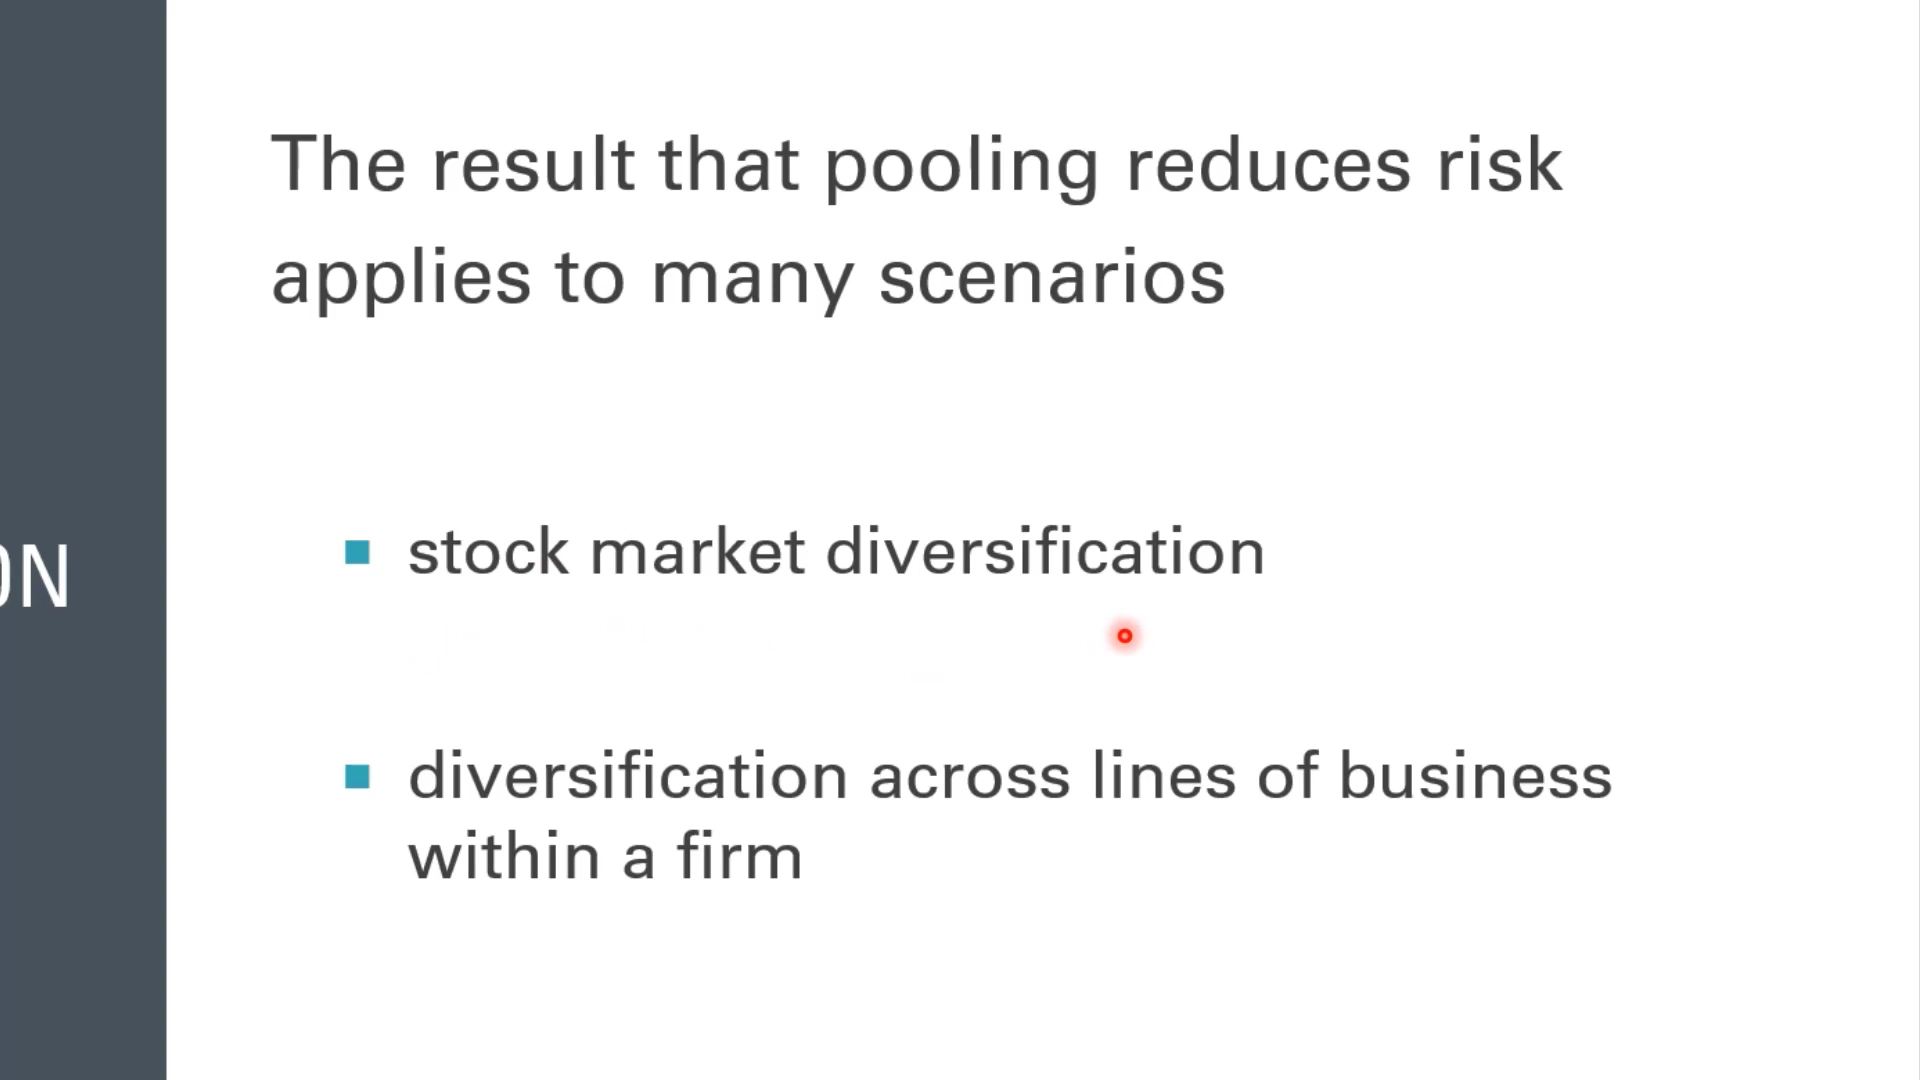 The result that pooling reduces risk
applies to many scenarios
stock market diversification
ON
diversification across lines of business
within a firm